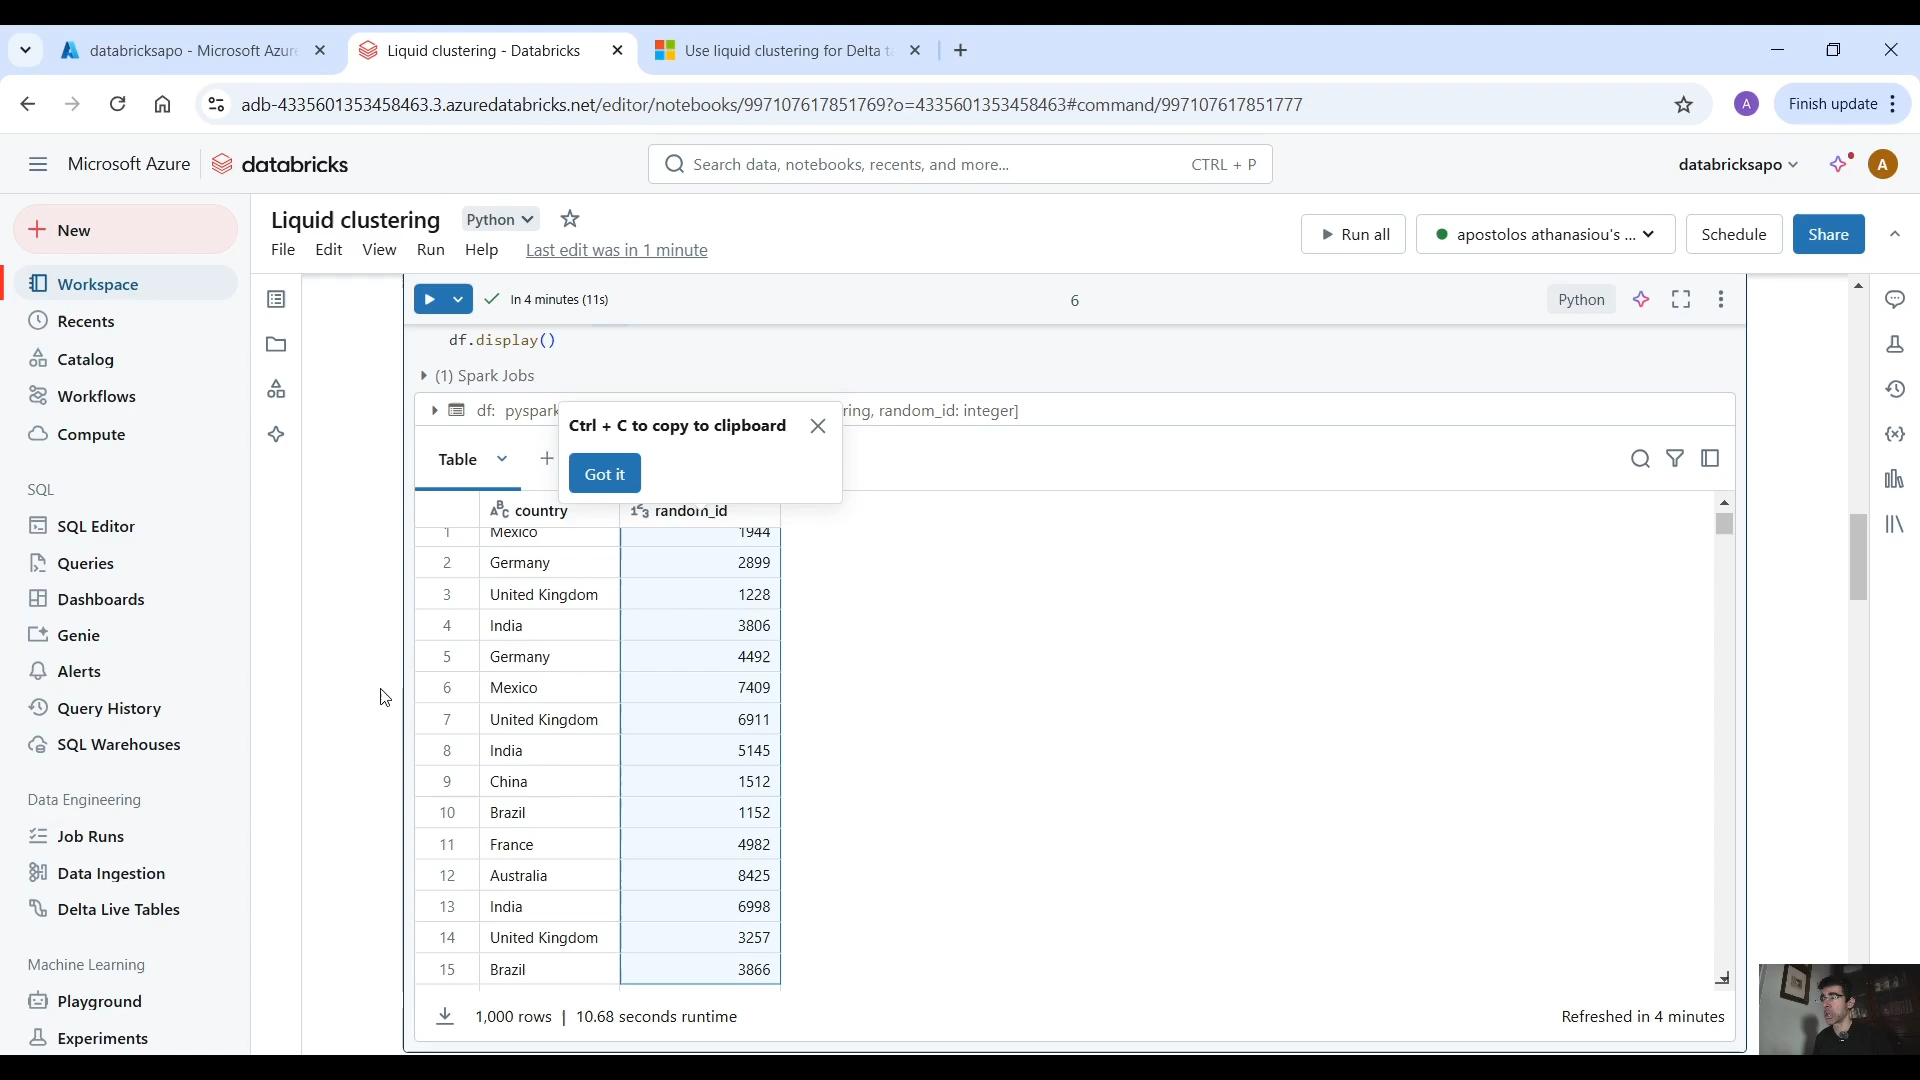 databricksapo - Microsoft Azure
Liquid clustering - Databricks
Use liquid clustering for Delta ta
adb-4335601353458463.3.azuredatabricks.net/editor/notebooks/997107617851769?o=4335601353458463#command/997107617851777
A
Finish update
Microsoft Azure
databricks
Search data, notebooks, recents, and more...
CTRL + P
databricksapo
A
New
Workspace
Recents
Catalog
Workflows
Compute
SQL
SQL Editor
Queries
Dashboards
Genie
Alerts
Query History
SQL Warehouses
Data Engineering
Job Runs
Data Ingestion
Delta Live Tables
Machine Learning
Playground
Experiments
Liquid clustering
Python
File
Edit
View
Run
Help
Last edit was in 1 minute
Run all
apostolos athanasiou's ...
Schedule
Share
In 4 minutes (11s)
6
Python
df.display()
(1) Spark Jobs
df: pyspark
ring, random_id: integer]
Ctrl + C to copy to clipboard
Got it
Table
country random_id
1 Mexico 1944
2 Germany 2899
3 United Kingdom 1228
4 India 3806
5 Germany 4492
6 Mexico 7409
7 United Kingdom 6911
8 India 5145
9 China 1512
10 Brazil 1152
11 France 4982
12 Australia 8425
13 India 6998
14 United Kingdom 3257
15 Brazil 3866
1,000 rows | 10.68 seconds runtime
Refreshed in 4 minutes